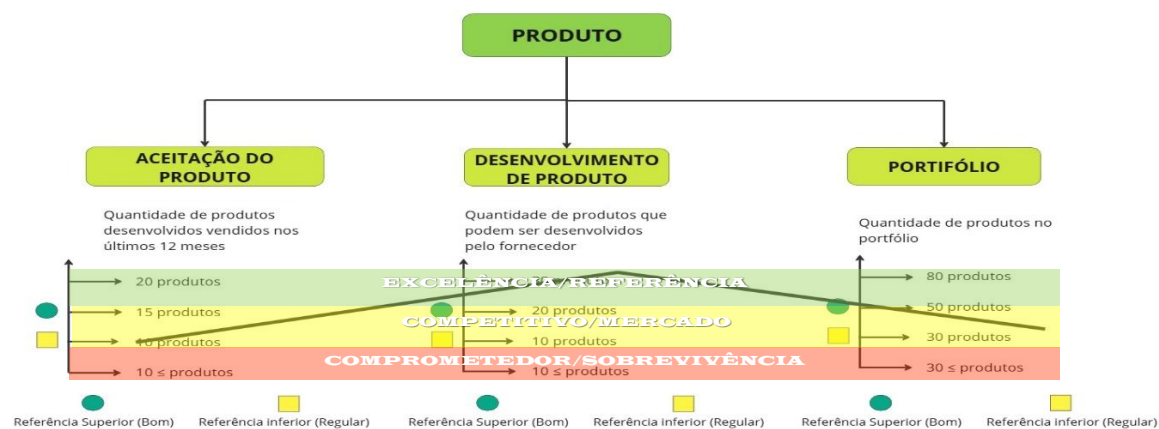 PRODUTO
ACEITAÇÃO DO
PRODUTO
DESENVOLVIMENTO
DE PRODUTO
PORTIFÓLIO
Quantidade de produtos
desenvolvidos vendidos nos
últimos 12 meses
Quantidade de produtos que
podem ser desenvolvidos
pelo fornecedor
Quantidade de produtos no
portfólio
20 produtos
EXCELÊNCIA/REFERÊNCIA
80 produtos
15 produtos
20 produtos
50 produtos
COMPETITIVO/MERCADO
10 produtos
10 produtos
30 produtos
COMPROMETEDOR/SOBREVIVÊNCIA
10 ≤ produtos
10 ≤ produtos
30 ≤ produtos
Referência Superior (Bom)
Referência inferior (Regular)
Referência Superior (Bom)
Referência inferior (Regular)
Referência Superior (Bom)
Referência inferior (Regular)